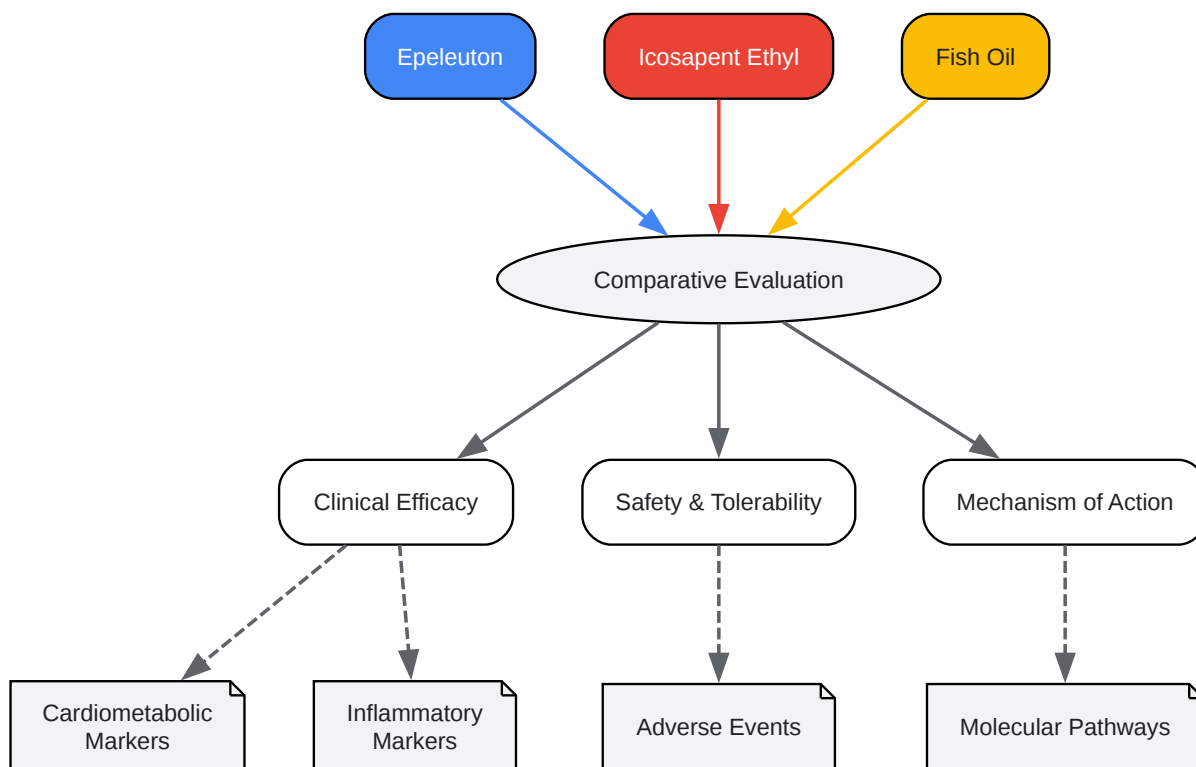 Epeleuton
Icosapent Ethyl
Fish Oil
Comparative Evaluation
Clinical Efficacy
Safety & Tolerability
Mechanism of Action
Cardiometabolic
Markers
Inflammatory
Markers
Adverse Events
Molecular Pathways